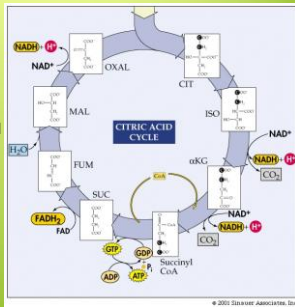 NADH + H⁺
NAD⁺
OXAL
CIT
MAL
CITRIC ACID
CYCLE
ISO
NAD⁺
H₂O
NADH + H⁺
CO₂
FUM
αKG
SUC
CoA
NAD⁺
FADH₂
NADH + H⁺
FAD
GTP
GDP
CO₂
Pᵢ
Succinyl
CoA
ADP
ATP
© 2001 Sinauer Associates, Inc